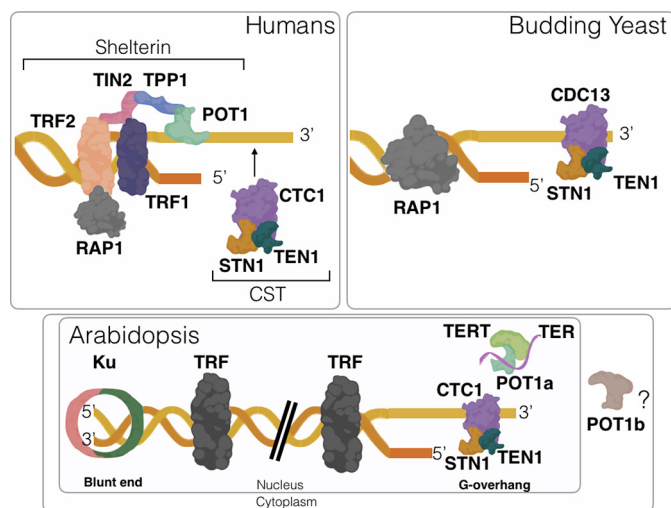 Humans
Shelterin
TIN2 TPP1
TRF2
POT1
3'
5'
TRF1
RAP1
CTC1
STN1
TEN1
CST
Budding Yeast
CDC13
3'
5'
RAP1
STN1
TEN1
Arabidopsis
Ku
TRF
TRF
TERT
TER
POT1a
CTC1
5'
3'
3'
5'
STN1
TEN1
Blunt end
G-overhang
Nucleus
Cytoplasm
?
POT1b